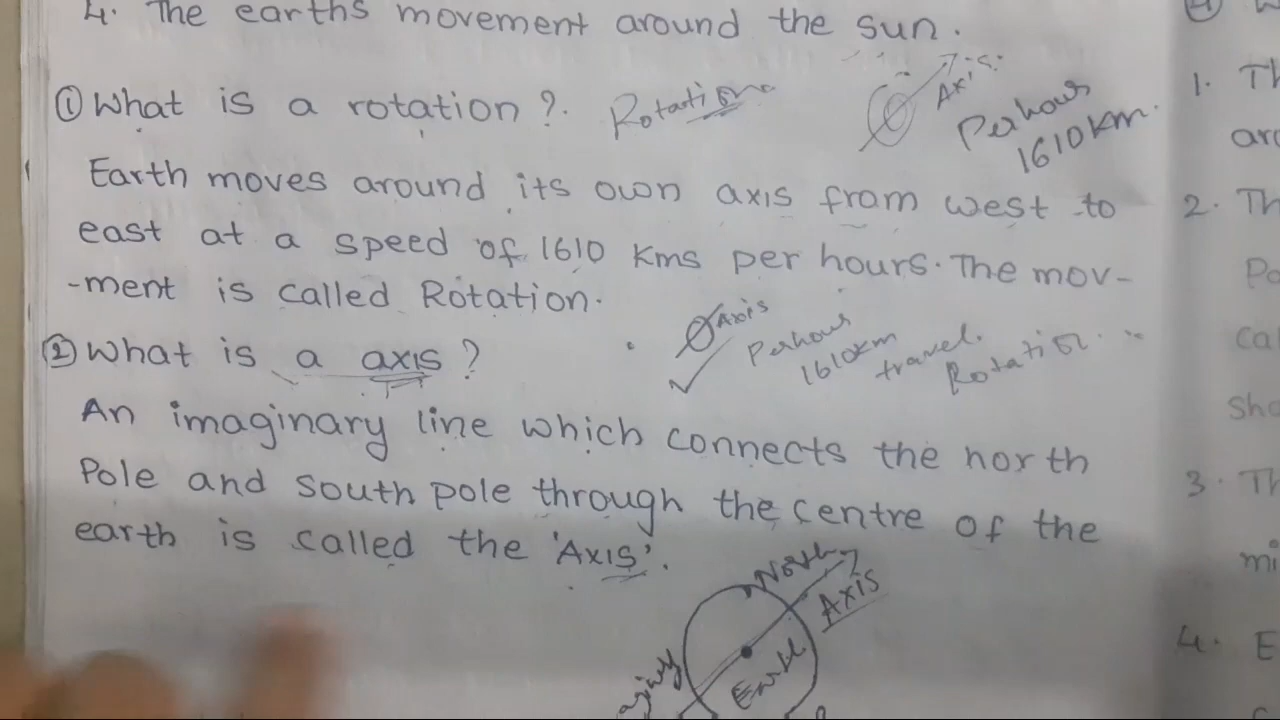 4. The earths movement around the sun.
① What is a rotation ?. Rotation
Axis
Perhour
1610 km.
Earth moves around its own axis from west to
east at a speed of 1610 kms per hours. The mov-
-ment is called Rotation.
② What is a axis ?
Axis
Perhour
1610km
travel.
Rotation.
An imaginary line which connects the north
Pole and south pole through the centre of the
earth is called the 'Axis'.
North
Axis
Earth
1. Th
2. Th
3. Th
mi
4. E